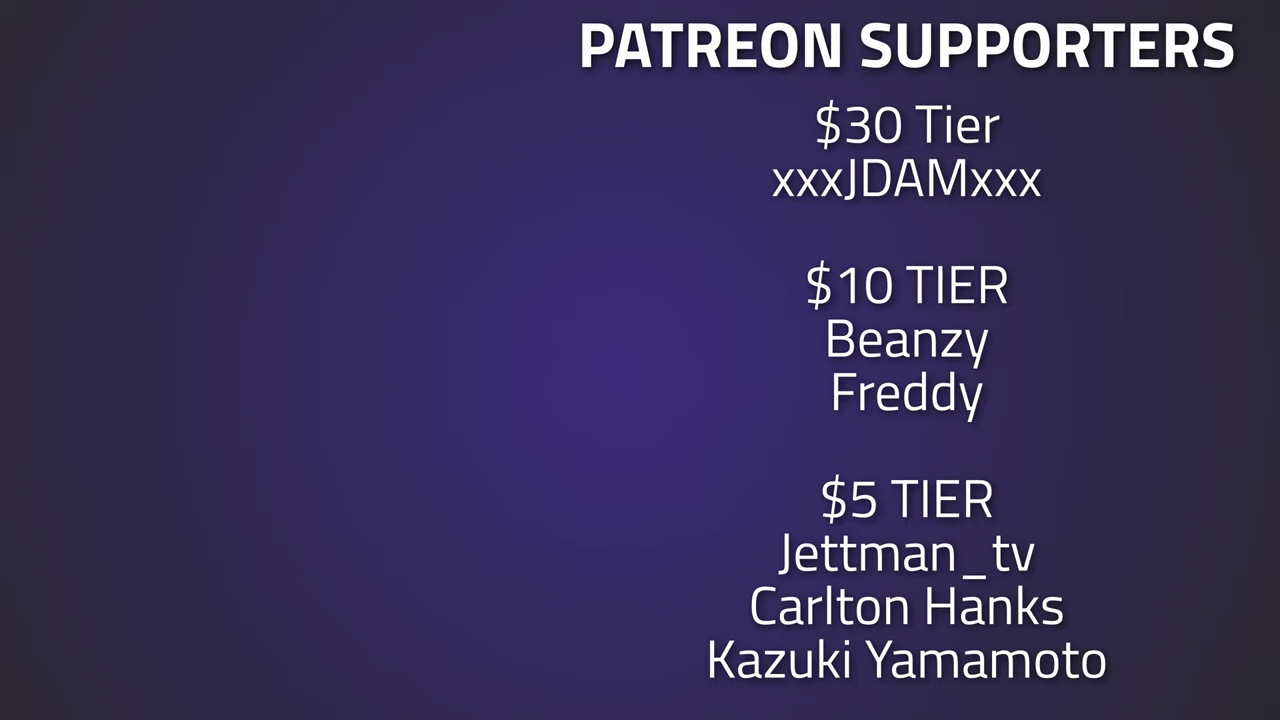 PATREON SUPPORTERS
$30 Tier
xxxJDAMxxx
$10 TIER
Beanzy
Freddy
$5 TIER
Jettman_tv
Carlton Hanks
Kazuki Yamamoto